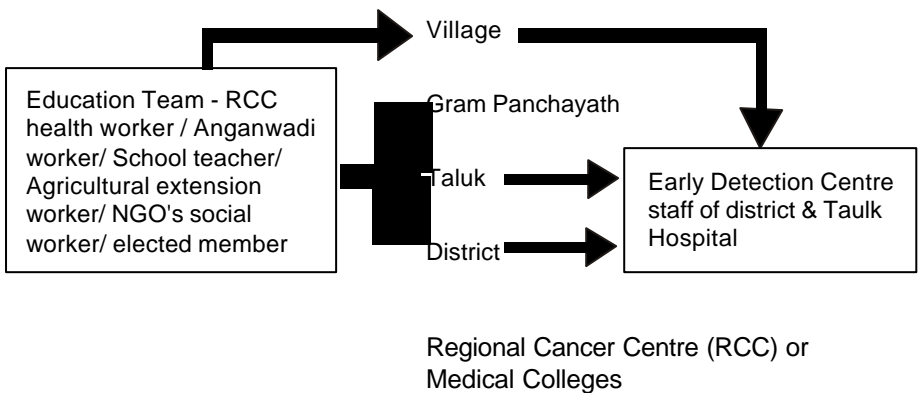 Village
Education Team - RCC
health worker / Anganwadi
worker/ School teacher/
Agricultural extension
worker/ NGO's social
worker/ elected member
Gram Panchayath
Taluk
District
Early Detection Centre
staff of district & Taulk
Hospital
Regional Cancer Centre (RCC) or
Medical Colleges